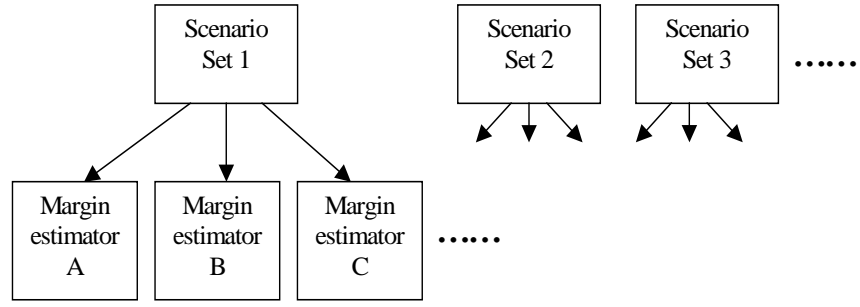 Scenario
Set 1
Scenario
Set 2
Scenario
Set 3
……
Margin
estimator
A
Margin
estimator
B
Margin
estimator
C
……